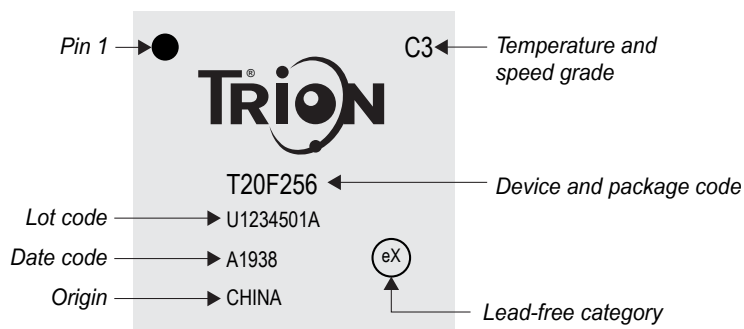 Pin 1
C3
Temperature and
speed grade
TRION®
T20F256
Device and package code
Lot code
U1234501A
Date code
A1938
eX
Origin
CHINA
Lead-free category